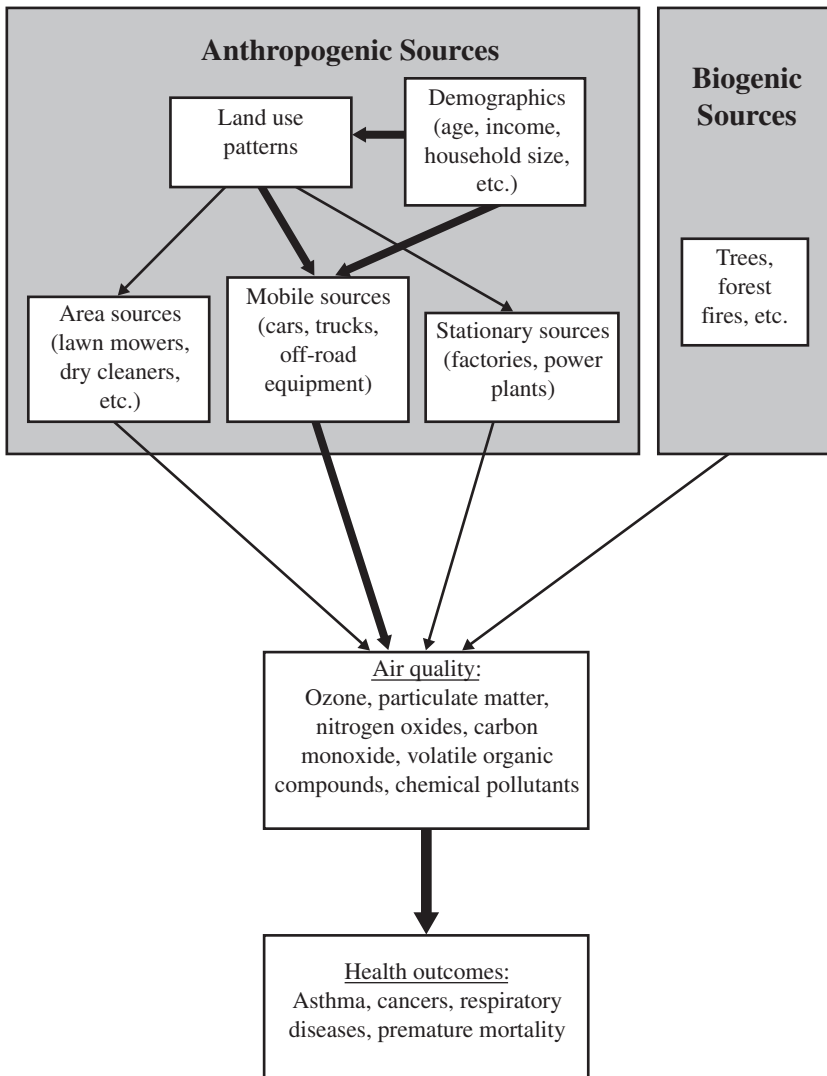 Anthropogenic Sources
Land use
patterns
Demographics
(age, income,
household size,
etc.)
Area sources
(lawn mowers,
dry cleaners,
etc.)
Mobile sources
(cars, trucks,
off-road
equipment)
Stationary sources
(factories, power
plants)
Biogenic
Sources
Trees,
forest
fires, etc.
Air quality:
Ozone, particulate matter,
nitrogen oxides, carbon
monoxide, volatile organic
compounds, chemical pollutants
Health outcomes:
Asthma, cancers, respiratory
diseases, premature mortality